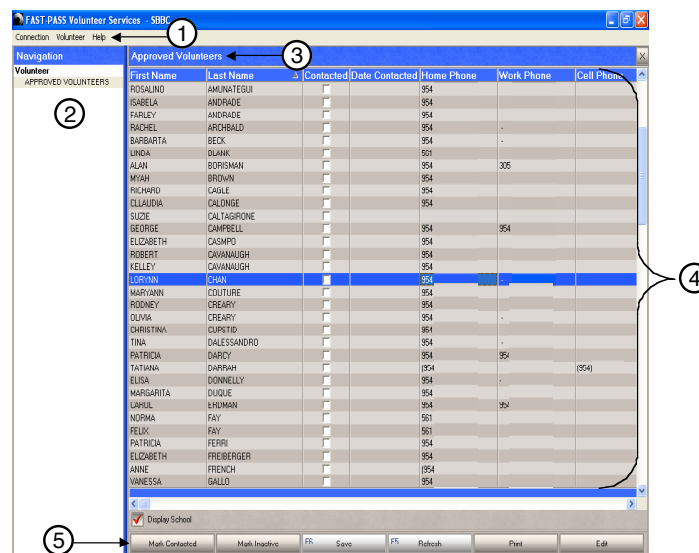 FAST-PASS Volunteer Services - SBBC
Connection Volunteer Help
1
Navigation
Volunteer
APPROVED VOLUNTEERS
2
Approved Volunteers
3
First Name Last Name Contacted Date Contacted Home Phone Work Phone Cell Phone
ROSALINO AMUNATEGUI 954
ISABELA ANDRADE 954
FARLEY ANDRADE 954
RACHEL ARCHBALD 954 -
BARBARTA BECK 954 -
LINDA BLANK 561
ALAN BORISMAN 954 305
MYAH BROWN 954
RICHARD CAGLE 954
CLLAUDIA CALONGE 954
SUZIE CALTAGIRONE
GEORGE CAMPBELL 954 954
ELIZABETH CASMPO 954
ROBERT CAVANAUGH 954
KELLEY CAVANAUGH 954
LORYNN CHAN 954 -
MARYANN COUTURE 954
RODNEY CREARY 954
OLIVIA CREARY 954 -
CHRISTINA CUPSTID 954
TINA DALESSANDRO 954 -
PATRICIA DARCY 954 954
TATIANA DARRAH (954 (954)
ELISA DONNELLY 954 -
MARGARITA DUQUE 954
CAROL ERDMAN 954 954
NORMA FAY 561
FELIX FAY 561
PATRICIA FERRI 954
ELIZABETH FREIBERGER 954
ANNE FRENCH (954
VANESSA GALLO 954
4
Display School
5
Mark Contacted Mark Inactive F6 Save F5 Refresh Print Edit